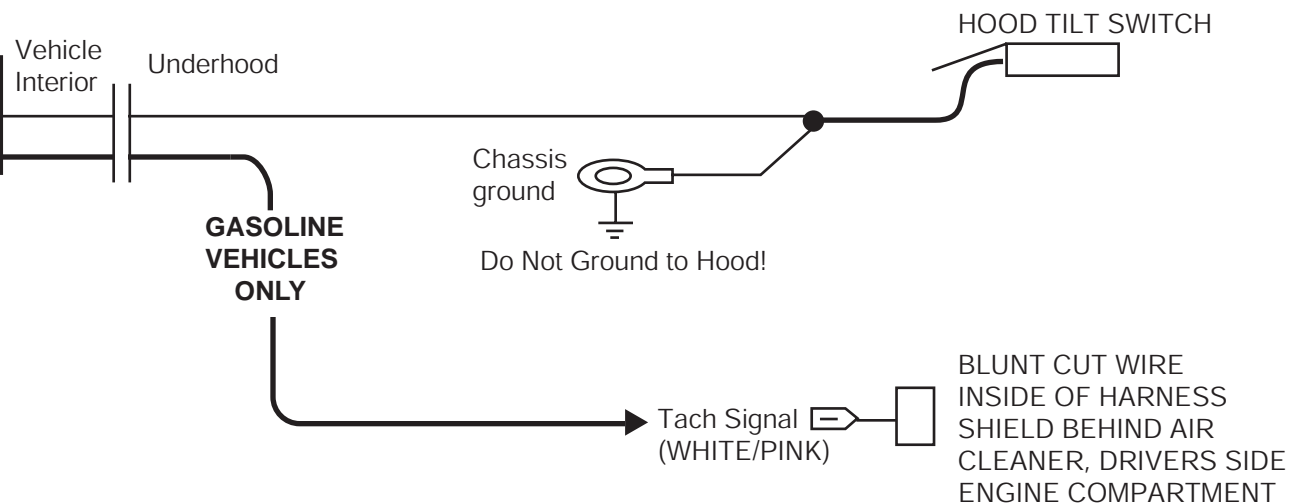 HOOD TILT SWITCH
Vehicle
Interior
Underhood
Chassis
ground
Do Not Ground to Hood!
GASOLINE
VEHICLES
ONLY
Tach Signal
(WHITE/PINK)
BLUNT CUT WIRE
INSIDE OF HARNESS
SHIELD BEHIND AIR
CLEANER, DRIVERS SIDE
ENGINE COMPARTMENT